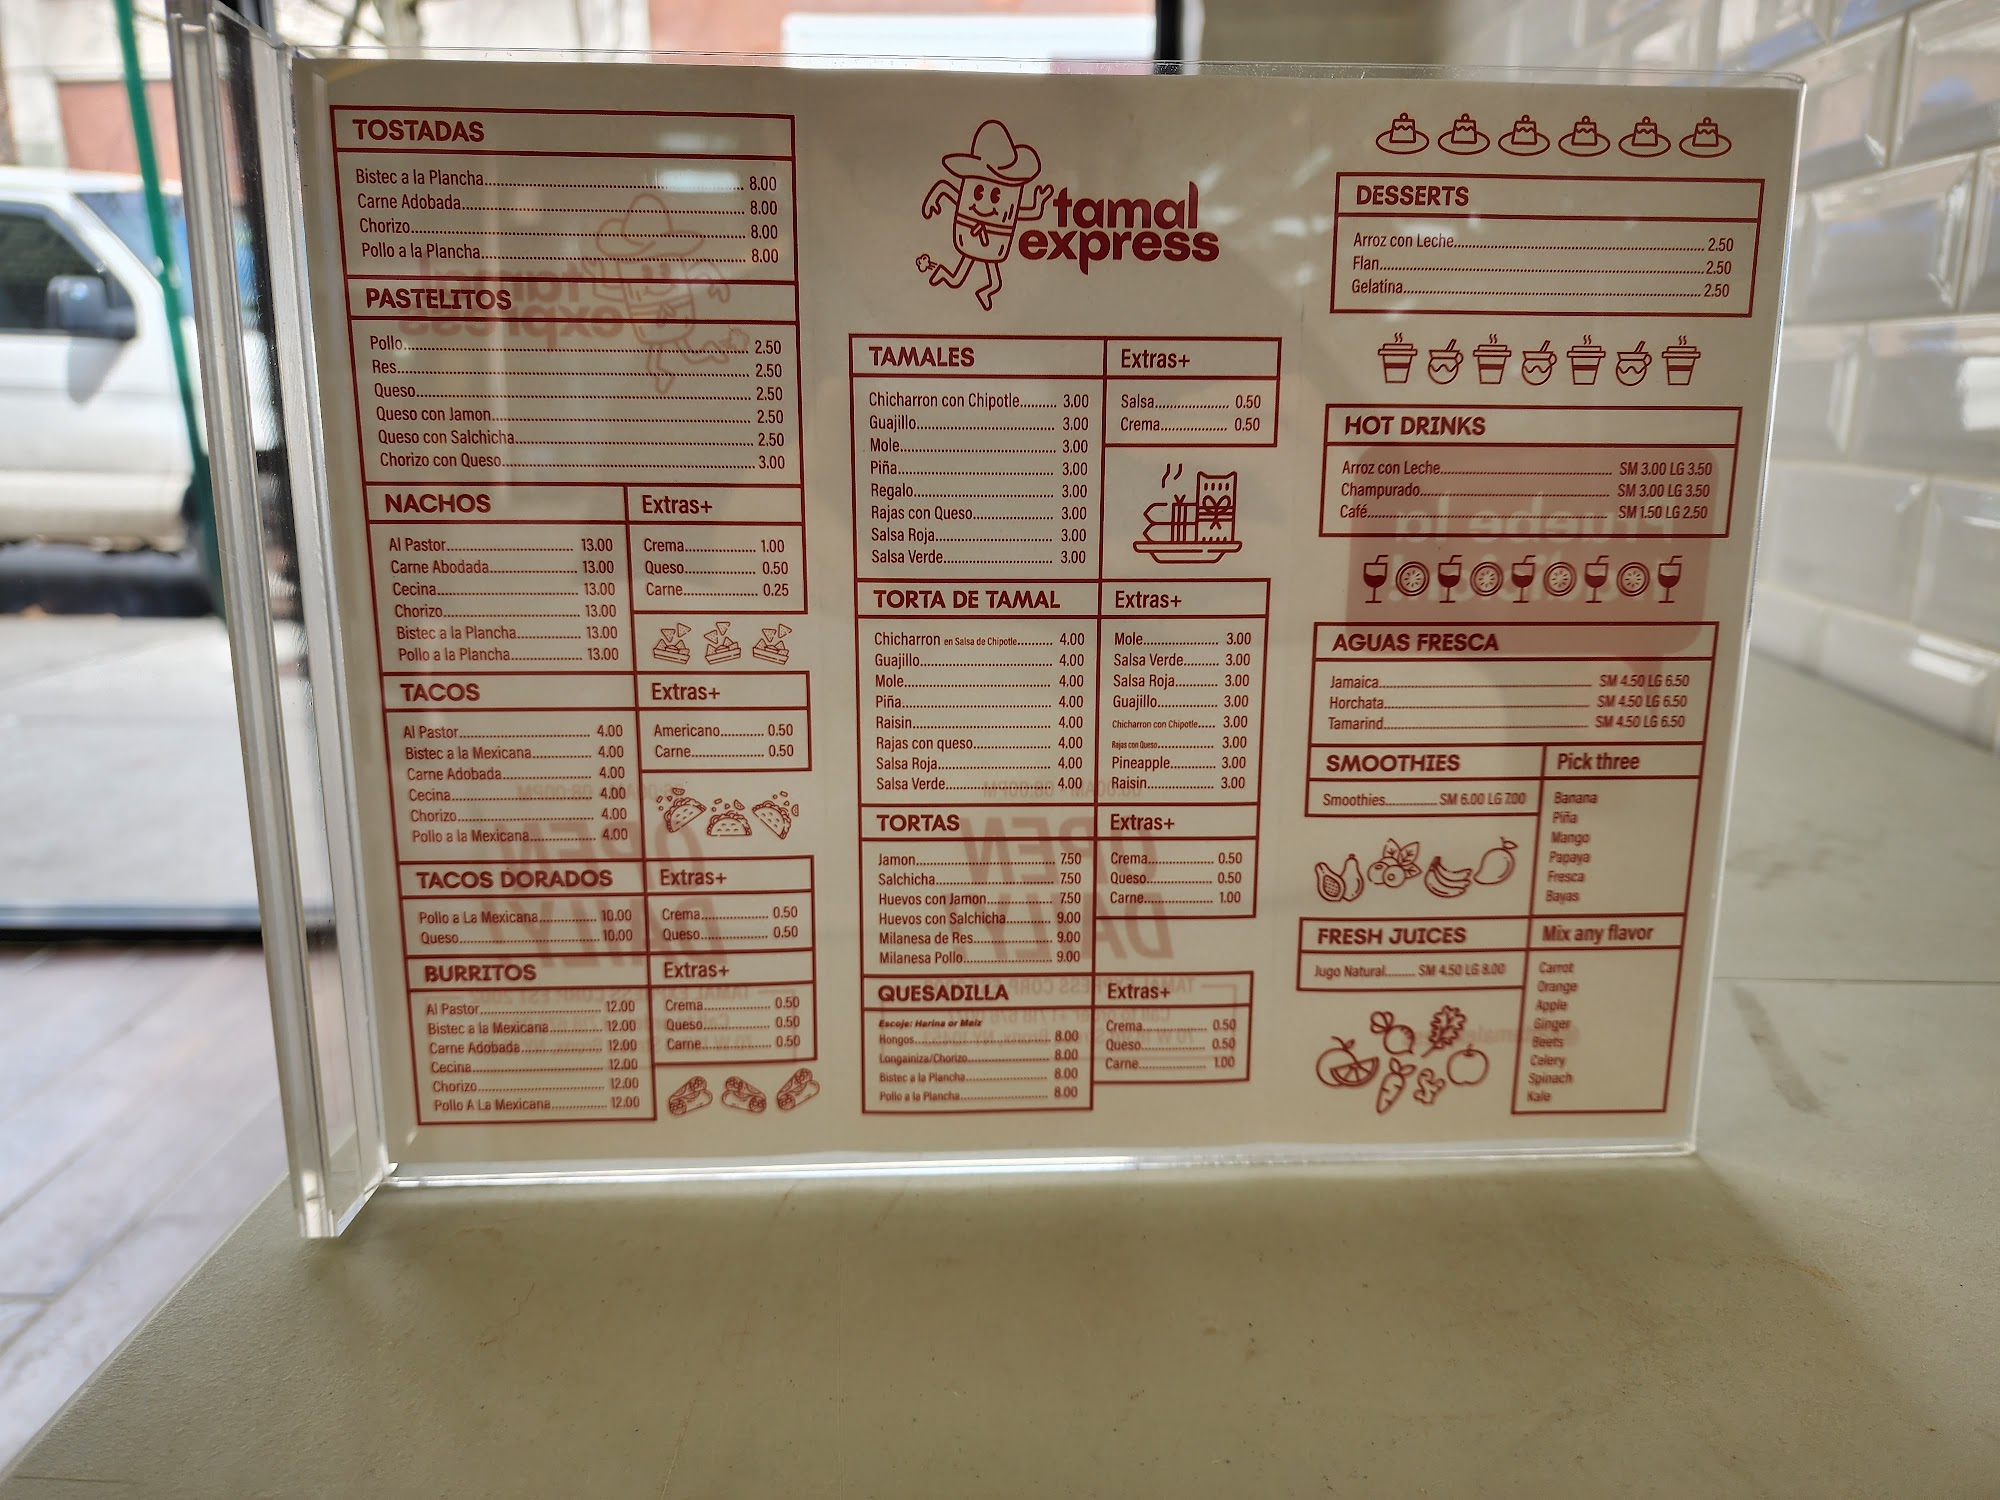 TOSTADAS
Bistec a la Plancha 8.00
Carne Adobada 8.00
Chorizo 8.00
Pollo a la Plancha 8.00
PASTELITOS
Pollo 2.50
Res 2.50
Queso 2.50
Queso con Jamon 2.50
Queso con Salchicha 2.50
Chorizo con Queso 3.00
NACHOS
Al Pastor 13.00
Carne Abodada 13.00
Cecina 13.00
Chorizo 13.00
Bistec a la Plancha 13.00
Pollo a la Plancha 13.00
Extras+
Crema 1.00
Queso 0.50
Carne 0.25
TACOS
Al Pastor 4.00
Bistec a la Mexicana 4.00
Carne Adobada 4.00
Cecina 4.00
Chorizo 4.00
Pollo a la Mexicana 4.00
Extras+
Americano 0.50
Carne 0.50
TACOS DORADOS
Pollo a La Mexicana 10.00
Queso 10.00
Extras+
Crema 0.50
Queso 0.50
BURRITOS
Al Pastor 12.00
Bistec a la Mexicana 12.00
Carne Adobada 12.00
Cecina 12.00
Chorizo 12.00
Pollo A La Mexicana 12.00
Extras+
Crema 0.50
Queso 0.50
Carne 0.50
tamal
express
TAMALES
Chicharron con Chipotle 3.00
Guajillo 3.00
Mole 3.00
Piña 3.00
Regalo 3.00
Rajas con Queso 3.00
Salsa Roja 3.00
Salsa Verde 3.00
Extras+
Salsa 0.50
Crema 0.50
TORTA DE TAMAL
Chicharron en Salsa de Chipotle 4.00
Guajillo 4.00
Mole 4.00
Piña 4.00
Raisin 4.00
Rajas con queso 4.00
Salsa Roja 4.00
Salsa Verde 4.00
Extras+
Mole 3.00
Salsa Verde 3.00
Salsa Roja 3.00
Guajillo 3.00
Chicharron con Chipotle 3.00
Rajas con Queso 3.00
Pineapple 3.00
Raisin 3.00
TORTAS
Jamon 7.50
Salchicha 7.50
Huevos con Jamon 7.50
Huevos con Salchicha 9.00
Milanesa de Res 9.00
Milanesa Pollo 9.00
Extras+
Crema 0.50
Queso 0.50
Carne 1.00
QUESADILLA
Escoje: Harina or Maiz
Hongos 8.00
Longainiza/Chorizo 8.00
Bistec a la Plancha 8.00
Pollo a la Plancha 8.00
Extras+
Crema 0.50
Queso 0.50
Carne 1.00
DESSERTS
Arroz con Leche 2.50
Flan 2.50
Gelatina 2.50
HOT DRINKS
Arroz con Leche SM 3.00 LG 3.50
Champurado SM 3.00 LG 3.50
Café SM 1.50 LG 2.50
AGUAS FRESCA
Jamaica SM 4.50 LG 6.50
Horchata SM 4.50 LG 6.50
Tamarind SM 4.50 LG 6.50
SMOOTHIES
Smoothies SM 6.00 LG 7.00
Pick three
Banana
Piña
Mango
Papaya
Fresca
Bayas
FRESH JUICES
Jugo Natural SM 4.50 LG 8.00
Mix any flavor
Carrot
Orange
Apple
Ginger
Beets
Celery
Spinach
Kale